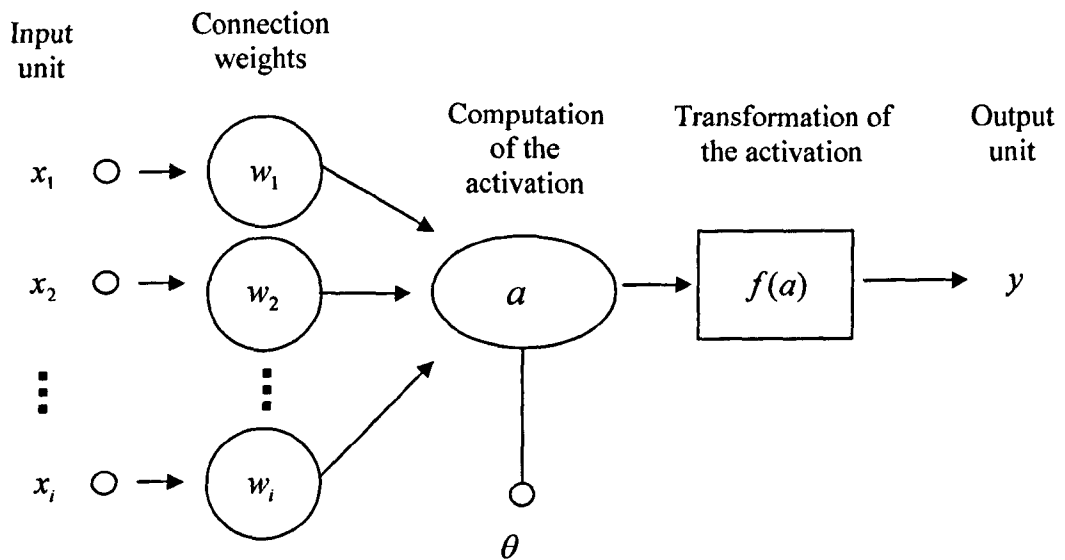 Input
unit
Connection
weights
Computation
of the
activation
Transformation of
the activation
Output
unit
x₁
w₁
x₂
w₂
a
f(a)
y
xᵢ
wᵢ
θ